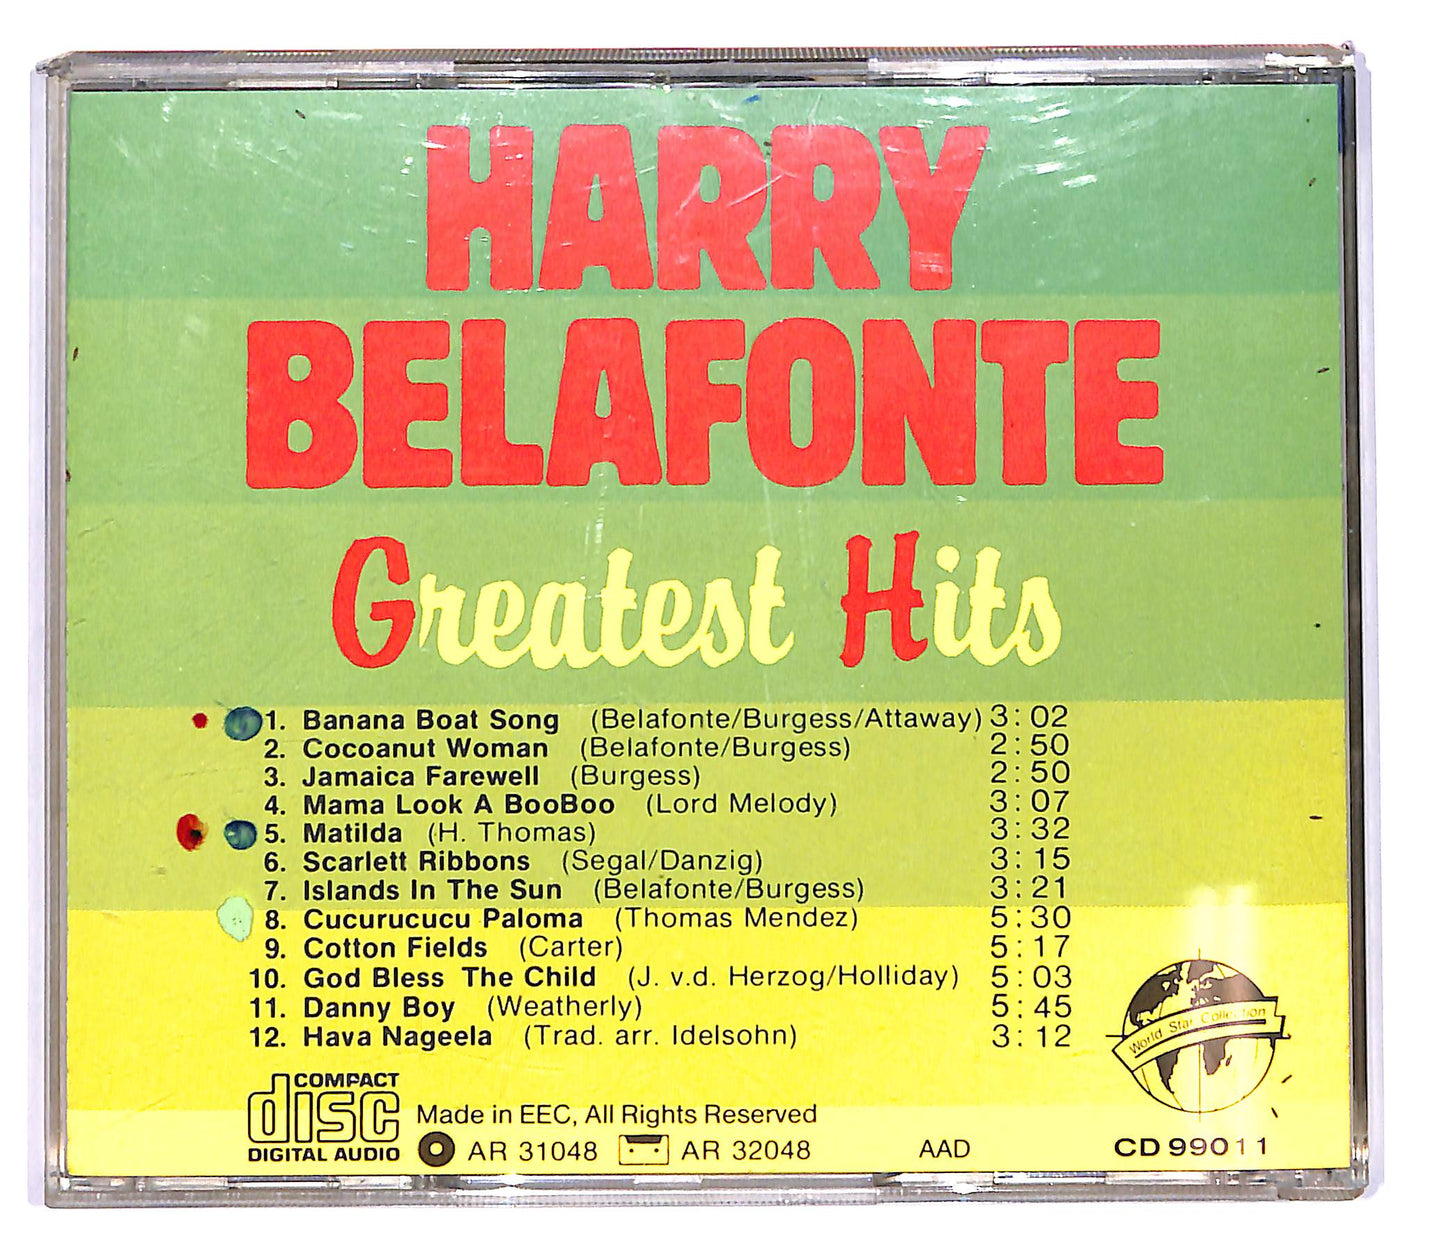 HARRY
BELAFONTE
Greatest Hits
1. Banana Boat Song (Belafonte/Burgess/Attaway) 3:02
2. Cocoanut Woman (Belafonte/Burgess) 2:50
3. Jamaica Farewell (Burgess) 2:50
4. Mama Look A BooBoo (Lord Melody) 3:07
5. Matilda (H. Thomas) 3:32
6. Scarlett Ribbons (Segal/Danzig) 3:15
7. Islands In The Sun (Belafonte/Burgess) 3:21
8. Cucurucucu Paloma (Thomas Mendez) 5:30
9. Cotton Fields (Carter) 5:17
10. God Bless The Child (J. v.d. Herzog/Holliday) 5:03
11. Danny Boy (Weatherly) 5:45
12. Hava Nageela (Trad. arr. Idelsohn) 3:12
World Star Collection
COMPACT
disc
DIGITAL AUDIO
Made in EEC, All Rights Reserved
AR 31048 AR 32048 AAD CD 99011